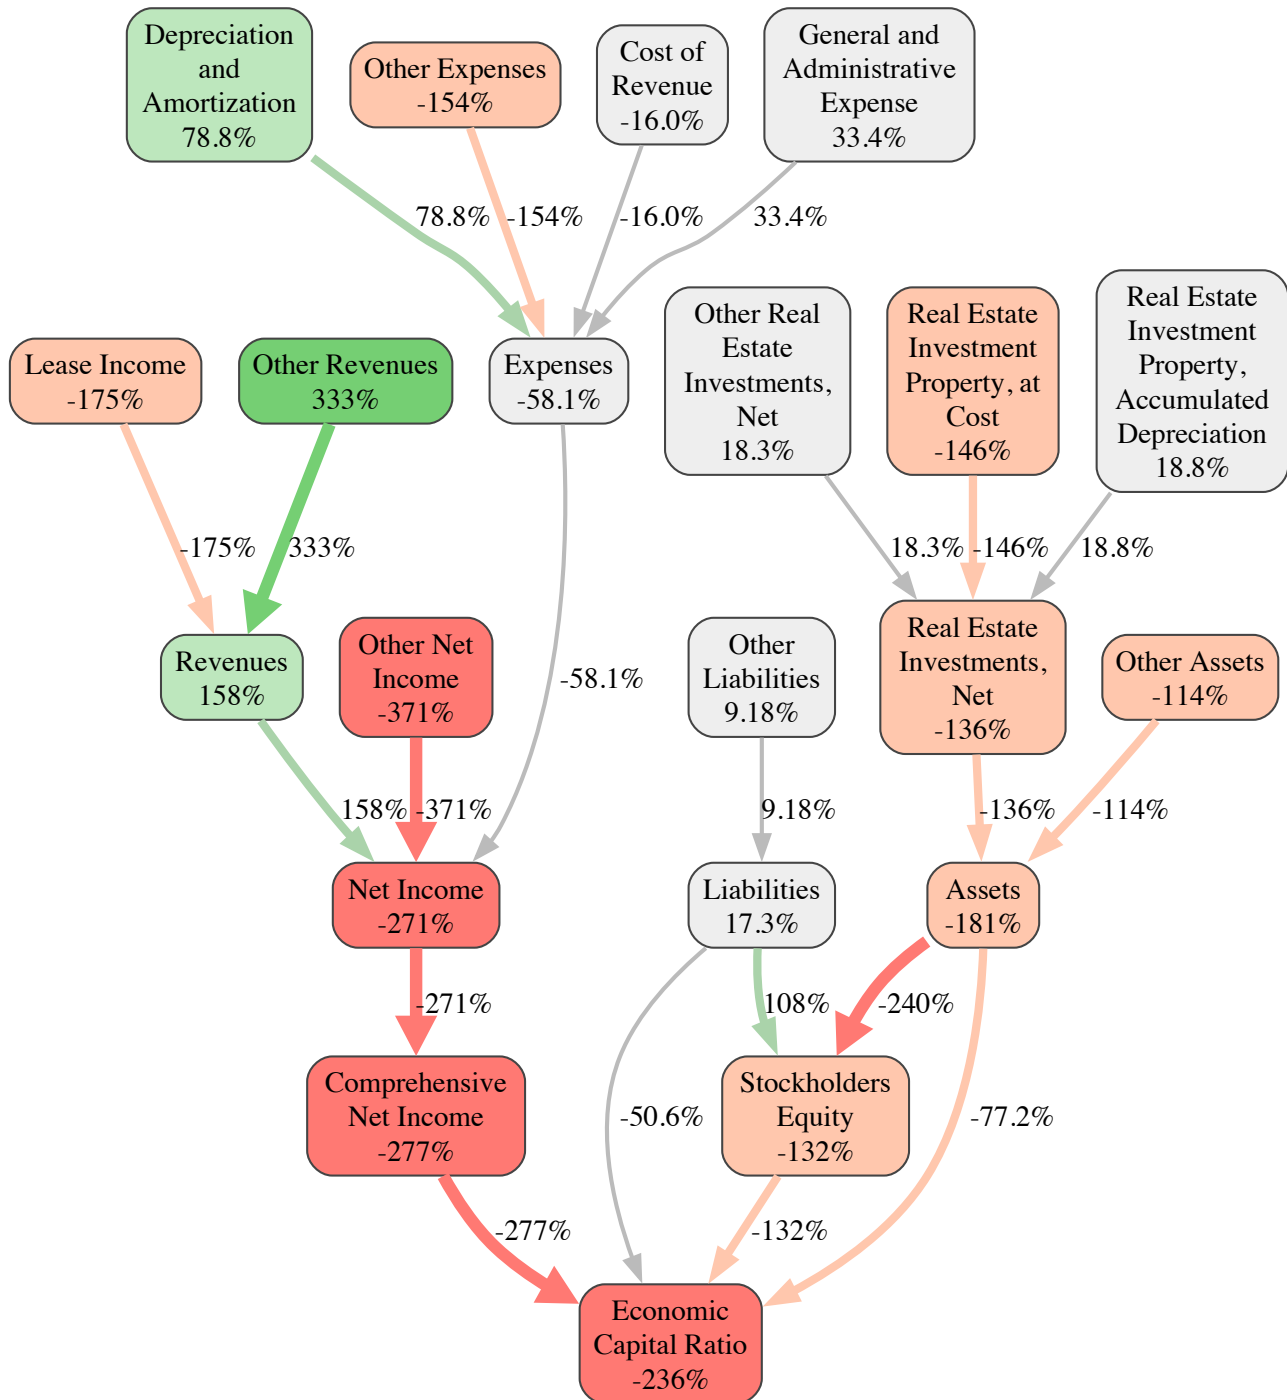 Depreciation
and
Amortization
78.8%
Other Expenses
-154%
Cost of
Revenue
-16.0%
General and
Administrative
Expense
33.4%
78.8%
-154%
-16.0%
33.4%
Lease Income
-175%
Other Revenues
333%
Expenses
-58.1%
Other Real
Estate
Investments,
Net
18.3%
Real Estate
Investment
Property, at
Cost
-146%
Real Estate
Investment
Property,
Accumulated
Depreciation
18.8%
-175%
333%
18.3%
-146%
18.8%
Revenues
158%
Other Net
Income
-371%
-58.1%
Other
Liabilities
9.18%
Real Estate
Investments,
Net
-136%
Other Assets
-114%
158%
-371%
9.18%
-136%
-114%
Net Income
-271%
Liabilities
17.3%
Assets
-181%
-271%
108%
-240%
Comprehensive
Net Income
-277%
-50.6%
Stockholders
Equity
-132%
-77.2%
-277%
-132%
Economic
Capital Ratio
-236%